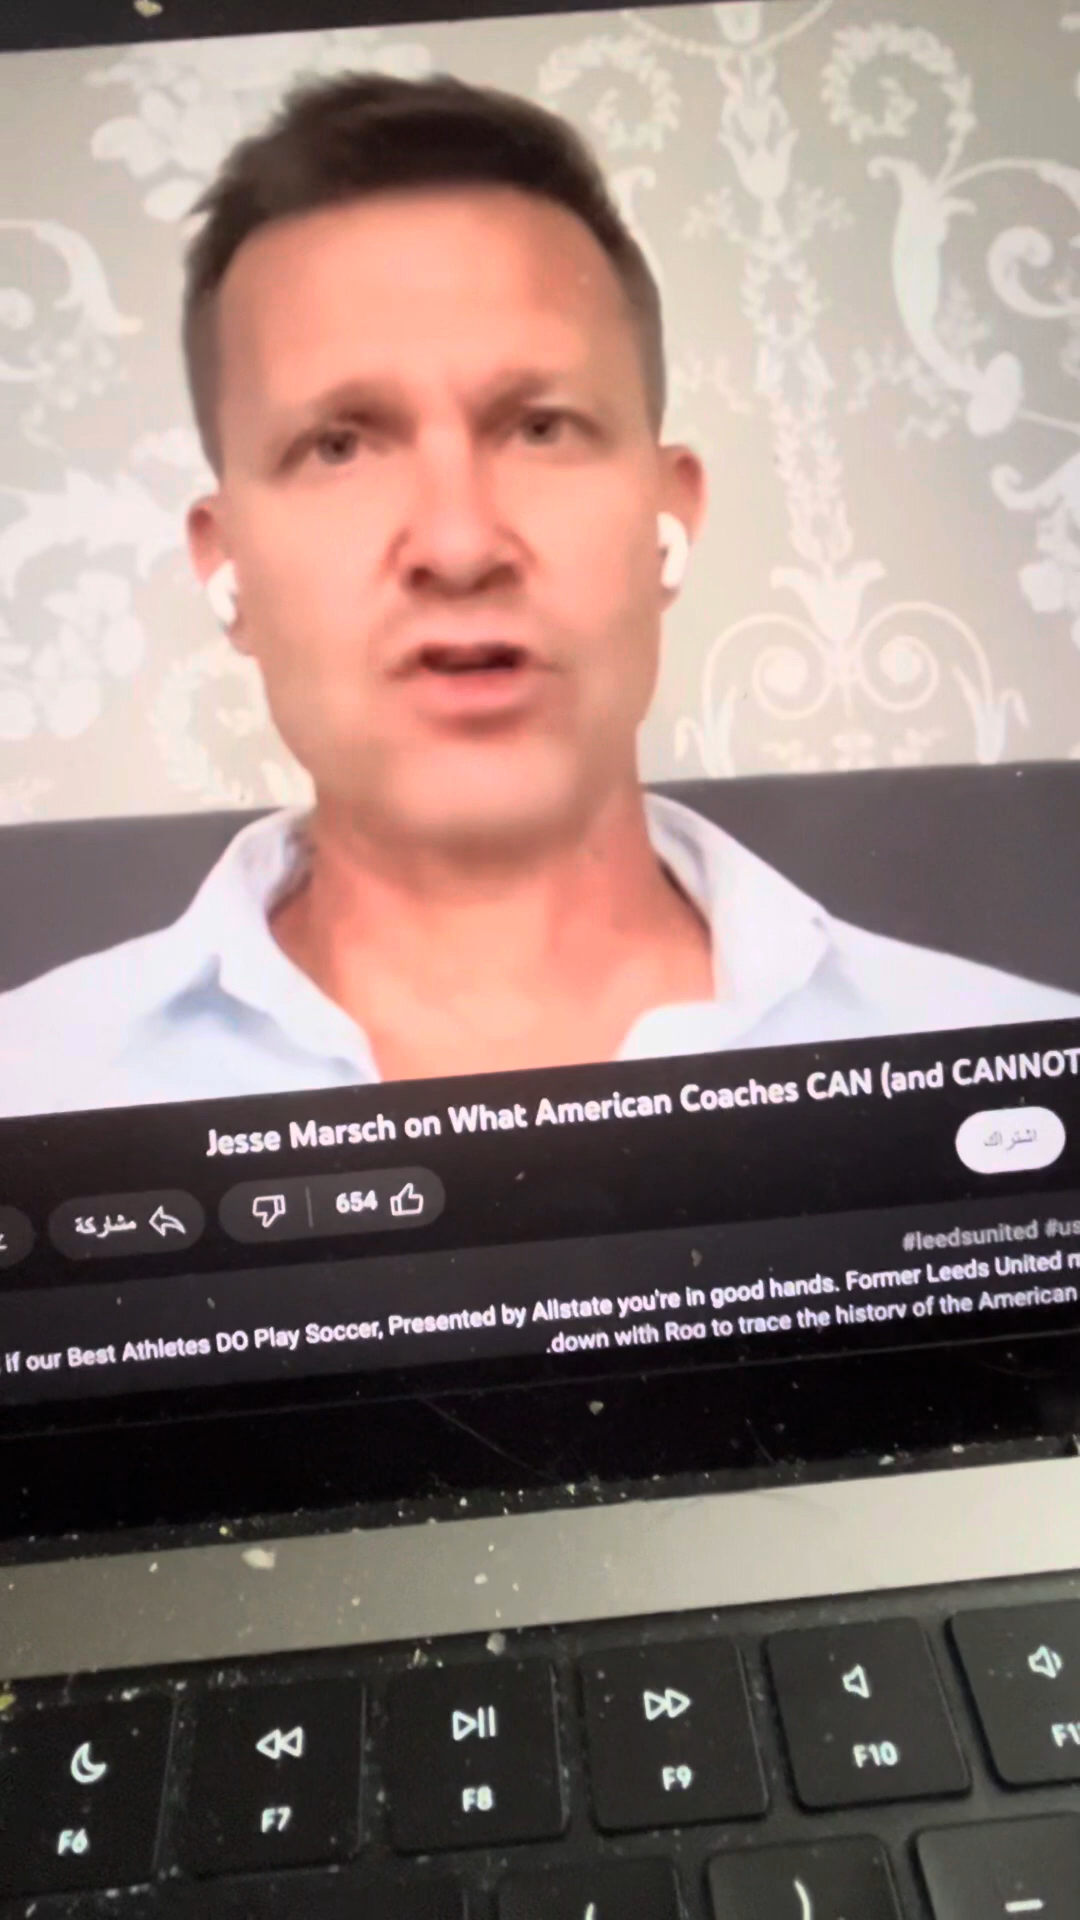 Jesse Marsch on What American Coaches CAN (and CANNOT
اشتراك
654
مشاركة
#leedsunited #us
if our Best Athletes DO Play Soccer, Presented by Allstate you're in good hands. Former Leeds United
.down with Rog to trace the history of the American
F6
F7
F8
F9
F10
F11
)